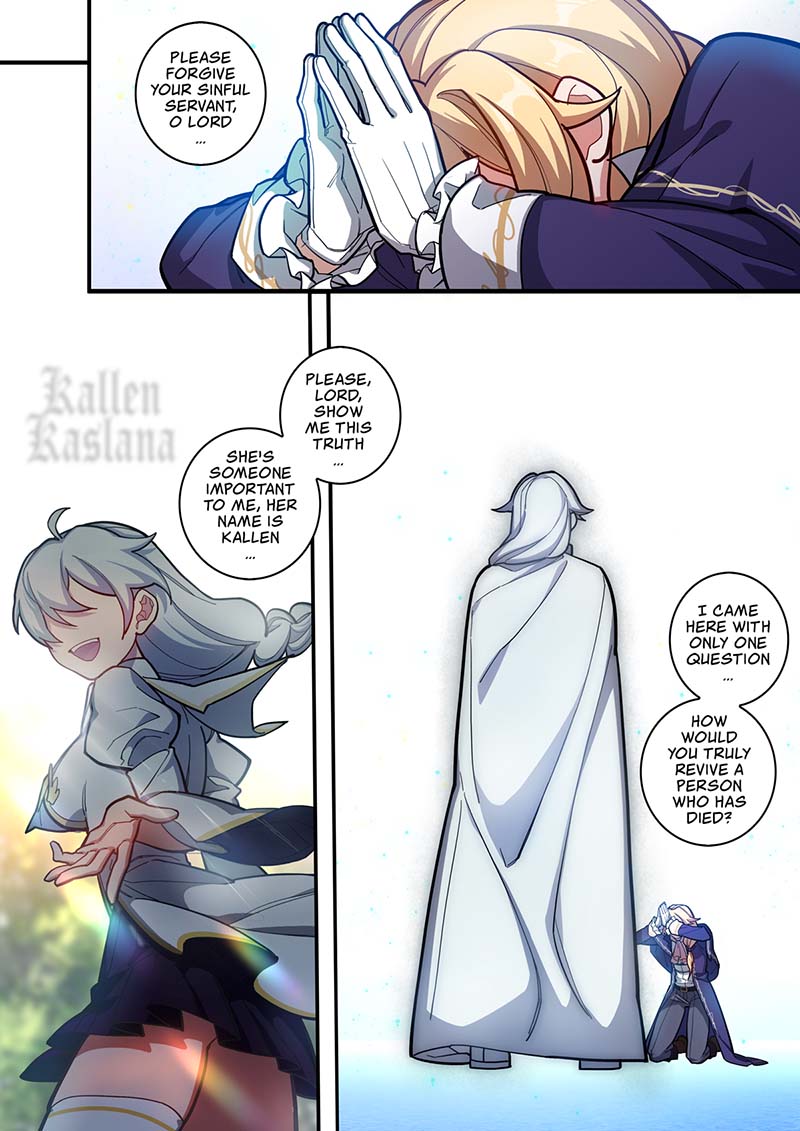 PLEASE
FORGIVE
YOUR SINFUL
SERVANT,
O LORD
...
Kallen
Kaslana
PLEASE,
LORD,
SHOW
ME THIS
TRUTH
...
SHE'S
SOMEONE
IMPORTANT
TO ME, HER
NAME IS
KALLEN
...
I CAME
HERE WITH
ONLY ONE
QUESTION
...
HOW
WOULD
YOU TRULY
REVIVE A
PERSON
WHO HAS
DIED?